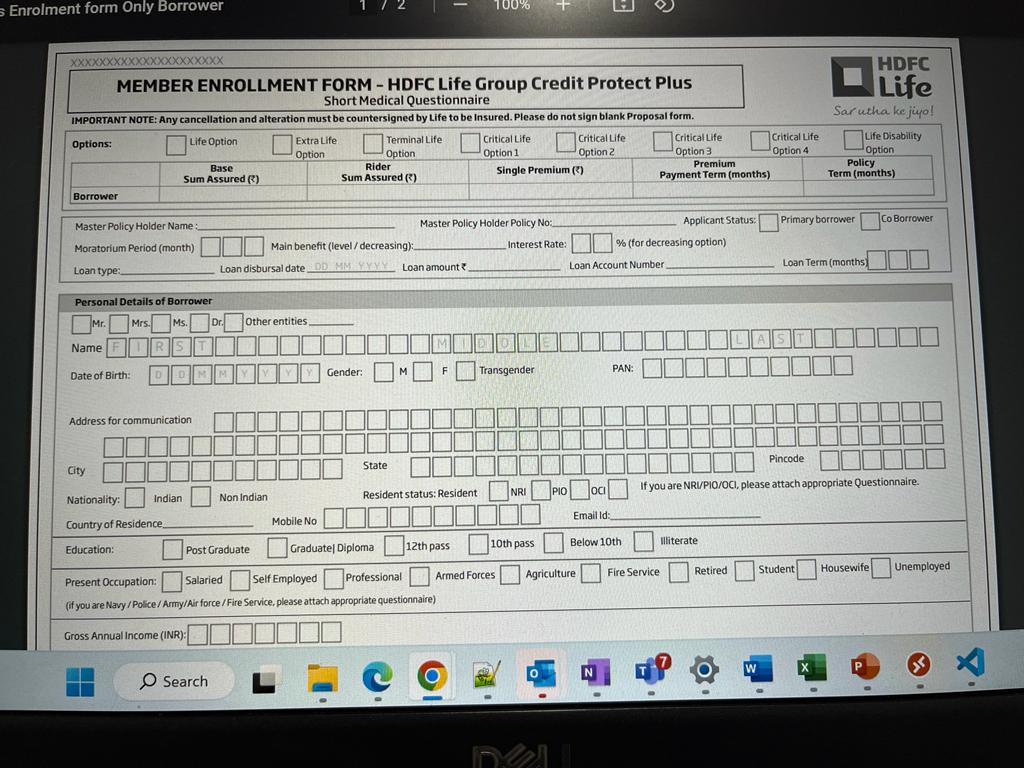 s Enrolment form Only Borrower 1 / 2 100%
XXXXXXXXXXXXXXXXXXXXX
MEMBER ENROLLMENT FORM - HDFC Life Group Credit Protect Plus
Short Medical Questionnaire
HDFC
Life
Sar utha ke jiyo!
IMPORTANT NOTE: Any cancellation and alteration must be countersigned by Life to be Insured. Please do not sign blank Proposal form.
Options: Life Option Extra Life Option Terminal Life Option Critical Life Option 1 Critical Life Option 2 Critical Life Option 3 Critical Life Option 4 Life Disability Option
Base Sum Assured (₹) Rider Sum Assured (₹) Single Premium (₹) Premium Payment Term (months) Policy Term (months)
Borrower
Master Policy Holder Name : Master Policy Holder Policy No: Applicant Status: Primary borrower Co Borrower
Moratorium Period (month) Main benefit (level / decreasing): Interest Rate: % (for decreasing option)
Loan type: Loan disbursal date DD MM YYYY Loan amount ₹ Loan Account Number Loan Term (months)
Personal Details of Borrower
Mr. Mrs. Ms. Dr. Other entities
Name FIRST MIDDLE LAST
Date of Birth: D D M M Y Y Y Y Gender: M F Transgender PAN:
Address for communication
City State Pincode
Nationality: Indian Non Indian Resident status: Resident NRI PIO OCI If you are NRI/PIO/OCI, please attach appropriate Questionnaire.
Country of Residence Mobile No Email Id:
Education: Post Graduate Graduate| Diploma 12th pass 10th pass Below 10th Illiterate
Present Occupation: Salaried Self Employed Professional Armed Forces Agriculture Fire Service Retired Student Housewife Unemployed
(if you are Navy / Police / Army/Air force / Fire Service, please attach appropriate questionnaire)
Gross Annual Income (INR):
Search
7
DELL